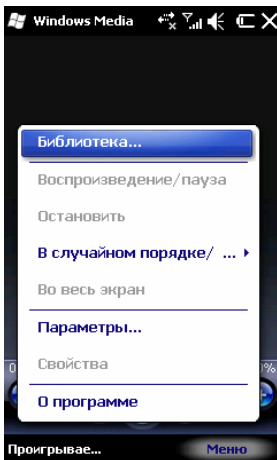 Windows Media
Библиотека...
Воспроизведение/пауза
Остановить
В случайном порядке/ ...
Во весь экран
Параметры...
Свойства
О программе
Проигрывае... Меню